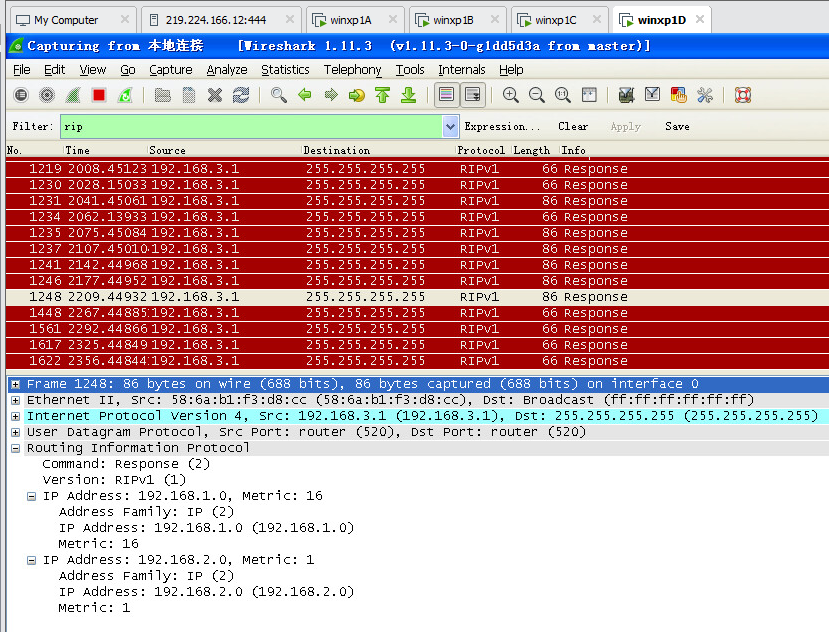 My Computer 219.224.166.12:444 winxp1A winxp1B winxp1C winxp1D
Capturing from 本地连接 [Wireshark 1.11.3 (v1.11.3-0-g1dd5d3a from master)]
File Edit View Go Capture Analyze Statistics Telephony Tools Internals Help
Filter: rip Expression... Clear Apply Save
No. Time Source Destination Protocol Length Info
1219 2008.45123 192.168.3.1 255.255.255.255 RIPv1 66 Response
1230 2028.15033 192.168.3.1 255.255.255.255 RIPv1 66 Response
1231 2041.45061 192.168.3.1 255.255.255.255 RIPv1 86 Response
1234 2062.13933 192.168.3.1 255.255.255.255 RIPv1 66 Response
1235 2075.45084 192.168.3.1 255.255.255.255 RIPv1 86 Response
1237 2107.45010 192.168.3.1 255.255.255.255 RIPv1 86 Response
1241 2142.44968 192.168.3.1 255.255.255.255 RIPv1 86 Response
1246 2177.44952 192.168.3.1 255.255.255.255 RIPv1 86 Response
1248 2209.44932 192.168.3.1 255.255.255.255 RIPv1 86 Response
1448 2267.44885 192.168.3.1 255.255.255.255 RIPv1 66 Response
1561 2292.44866 192.168.3.1 255.255.255.255 RIPv1 66 Response
1617 2325.44849 192.168.3.1 255.255.255.255 RIPv1 66 Response
1622 2356.44844 192.168.3.1 255.255.255.255 RIPv1 66 Response
Frame 1248: 86 bytes on wire (688 bits), 86 bytes captured (688 bits) on interface 0
Ethernet II, Src: 58:6a:b1:f3:d8:cc (58:6a:b1:f3:d8:cc), Dst: Broadcast (ff:ff:ff:ff:ff:ff)
Internet Protocol Version 4, Src: 192.168.3.1 (192.168.3.1), Dst: 255.255.255.255 (255.255.255.255)
User Datagram Protocol, Src Port: router (520), Dst Port: router (520)
Routing Information Protocol
Command: Response (2)
Version: RIPv1 (1)
IP Address: 192.168.1.0, Metric: 16
Address Family: IP (2)
IP Address: 192.168.1.0 (192.168.1.0)
Metric: 16
IP Address: 192.168.2.0, Metric: 1
Address Family: IP (2)
IP Address: 192.168.2.0 (192.168.2.0)
Metric: 1